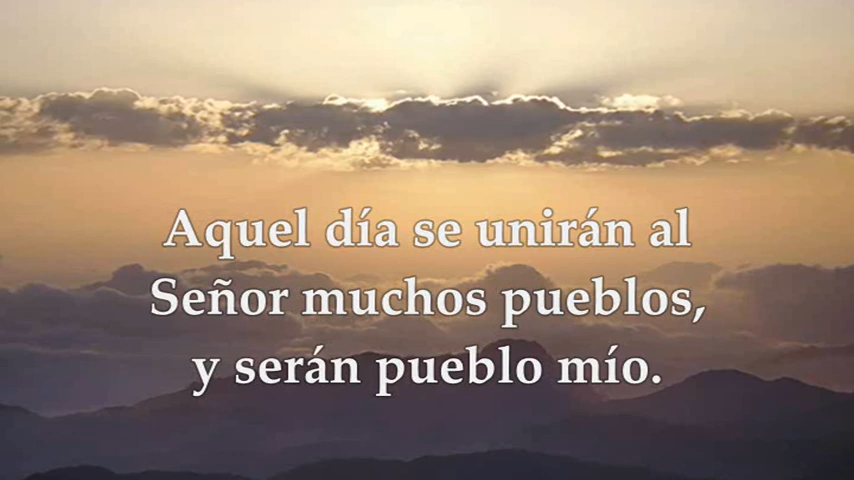 Aquel día se unirán al
Señor muchos pueblos,
y serán pueblo mío.